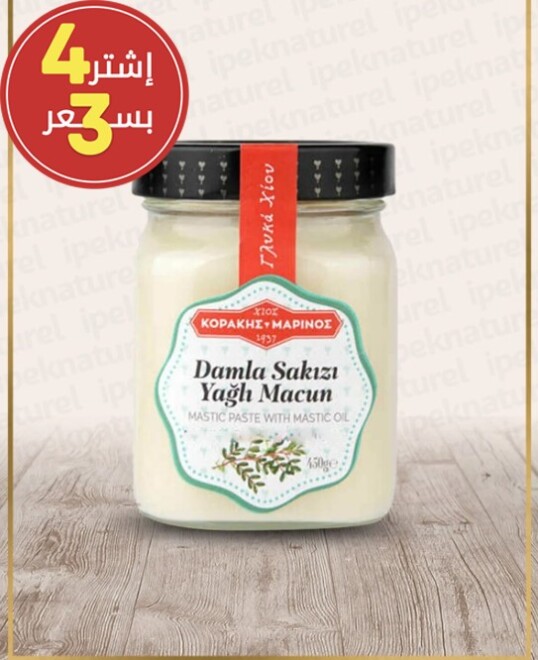 إشتر 4
بسعر 3
Γλυκά Χίου
ΧΙΟΣ
ΚΟΡΑΚΗΣ ΜΑΡΙΝΟΣ
1937
Damla Sakızı
Yağlı Macun
MASTIC PASTE WITH MASTIC OIL
450g℮
ipeknaturel